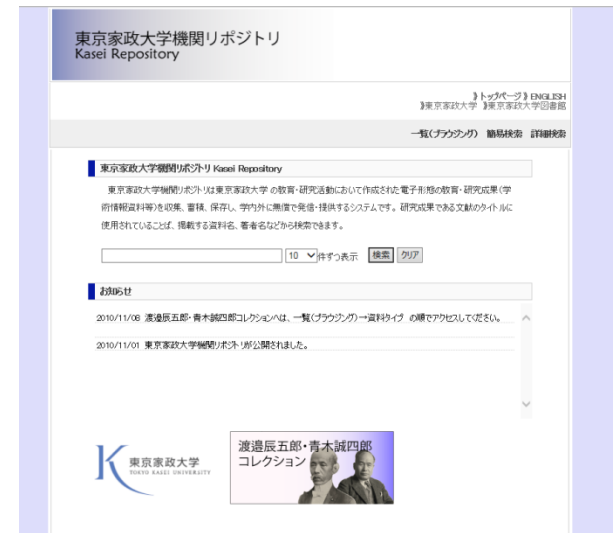 東京家政大学機関リポジトリ
Kasei Repository
》トップページ 》ENGLISH
》東京家政大学 》東京家政大学図書館
一覧(ブラウジング) 簡易検索 詳細検索
東京家政大学機関リポジトリ Kasei Repository
東京家政大学機関リポジトリは東京家政大学 の教育・研究活動において作成された電子形態の教育・研究成果(学
術情報資料等)を収集、蓄積、保存し、学内外に無償で発信・提供するシステムです。研究成果である文献のタイトルに
使用されていることば、掲載する資料名、著者名などから検索できます。
10 件ずつ表示 検索 クリア
お知らせ
2010/11/08 渡邉辰五郎・青木誠四郎コレクションへは、一覧(ブラウジング)→資料タイプ の順でアクセスしてください。
2010/11/01 東京家政大学機関リポジトリが公開されました。
東京家政大学
TOKYO KASEI UNIVERSITY
渡邉辰五郎・青木誠四郎
コレクション